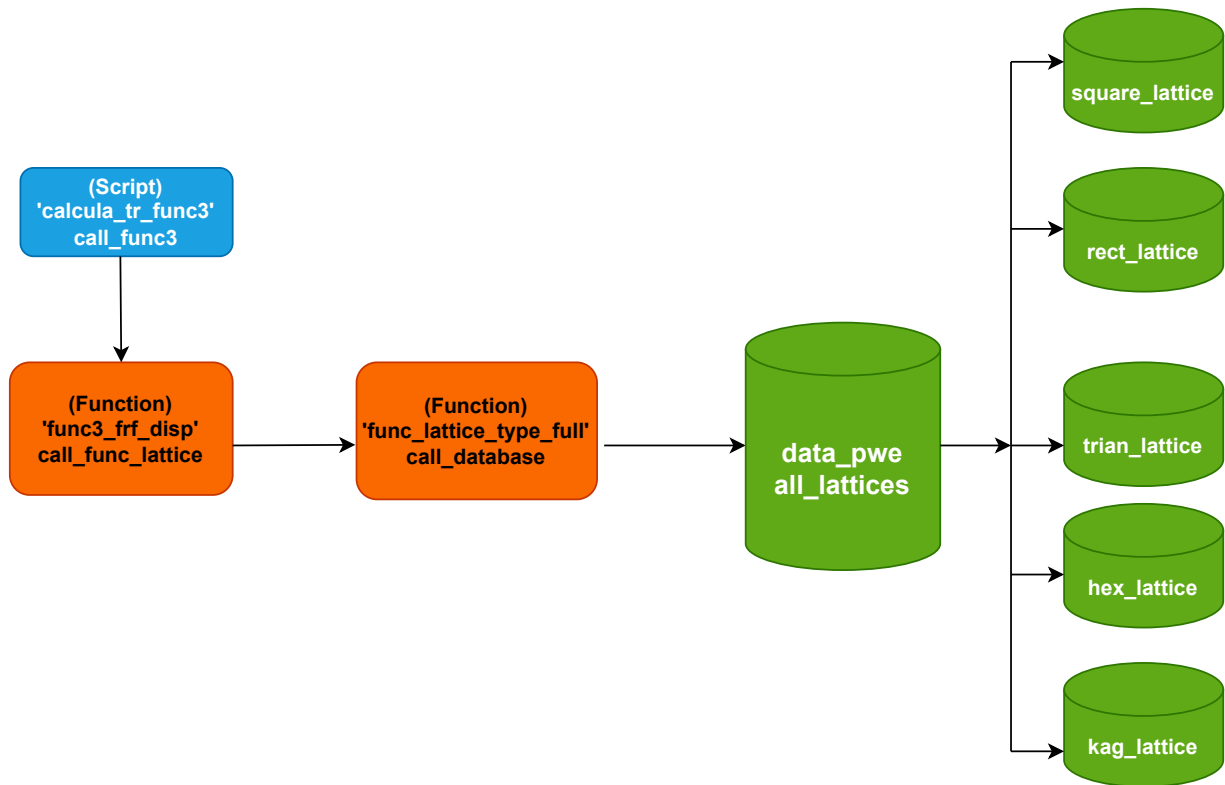 (Script)
'calcula_tr_func3'
call_func3
(Function)
'func3_frf_disp'
call_func_lattice
(Function)
'func_lattice_type_full'
call_database
data_pwe
all_lattices
square_lattice
rect_lattice
trian_lattice
hex_lattice
kag_lattice